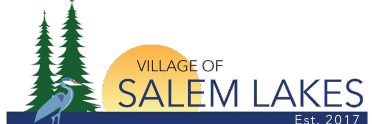 VILLAGE OF
SALEM LAKES
Est. 2017